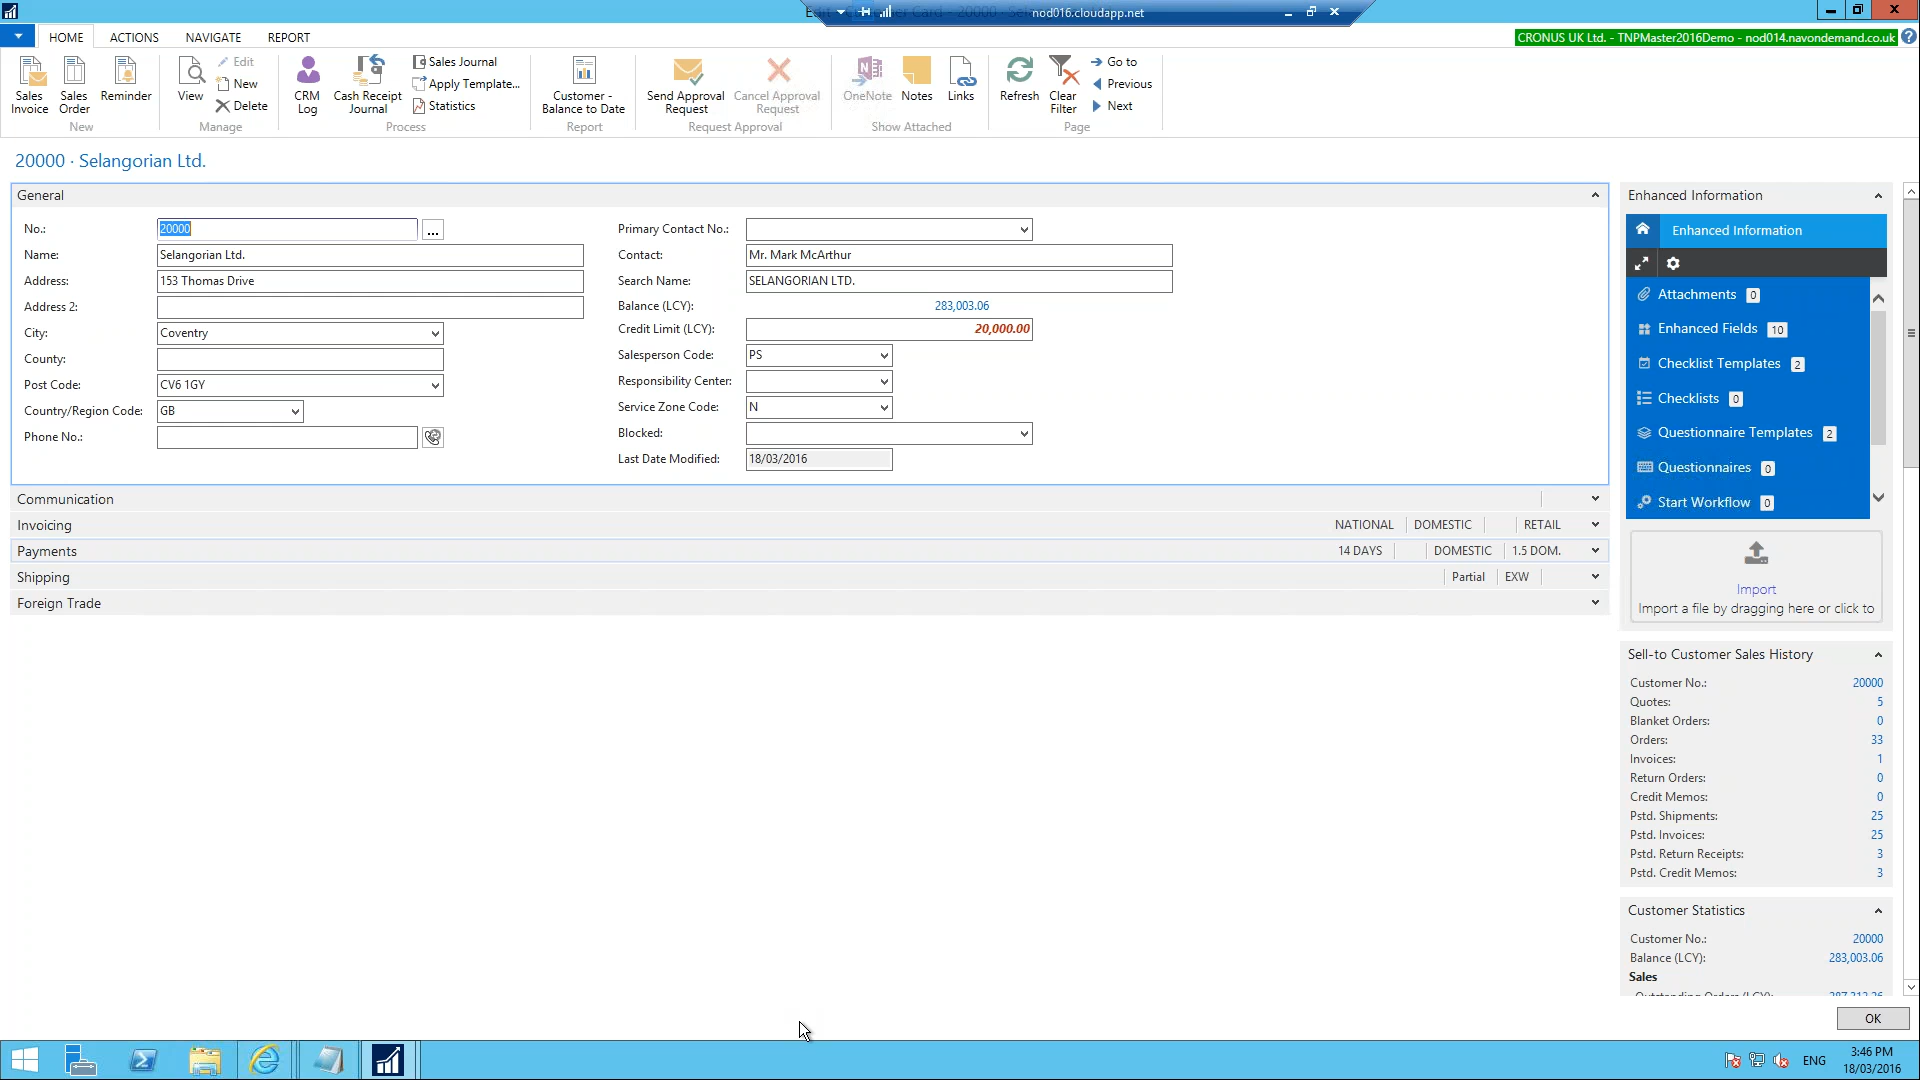 nod016.cloudapp.net
HOME ACTIONS NAVIGATE REPORT
CRONUS UK Ltd. - TNPMaster2016Demo - nod014.navondemand.co.uk
Sales Invoice
Sales Order
Reminder
New
View
Edit
New
Delete
Manage
CRM Log
Cash Receipt Journal
Sales Journal
Apply Template...
Statistics
Process
Customer - Balance to Date
Report
Send Approval Request
Cancel Approval Request
Request Approval
OneNote
Notes
Links
Show Attached
Refresh
Clear Filter
Go to
Previous
Next
Page
20000 · Selangorian Ltd.
General
No.: 20000 ...
Name: Selangorian Ltd.
Address: 153 Thomas Drive
Address 2:
City: Coventry
County:
Post Code: CV6 1GY
Country/Region Code: GB
Phone No.:
Primary Contact No.:
Contact: Mr. Mark McArthur
Search Name: SELANGORIAN LTD.
Balance (LCY): 283,003.06
Credit Limit (LCY): 20,000.00
Salesperson Code: PS
Responsibility Center:
Service Zone Code: N
Blocked:
Last Date Modified: 18/03/2016
Communication
Invoicing NATIONAL DOMESTIC RETAIL
Payments 14 DAYS DOMESTIC 1.5 DOM.
Shipping Partial EXW
Foreign Trade
Enhanced Information
Enhanced Information
Attachments 0
Enhanced Fields 10
Checklist Templates 2
Checklists 0
Questionnaire Templates 2
Questionnaires 0
Start Workflow 0
Import
Import a file by dragging here or click to
Sell-to Customer Sales History
Customer No.: 20000
Quotes: 5
Blanket Orders: 0
Orders: 33
Invoices: 1
Return Orders: 0
Credit Memos: 0
Pstd. Shipments: 25
Pstd. Invoices: 25
Pstd. Return Receipts: 3
Pstd. Credit Memos: 3
Customer Statistics
Customer No.: 20000
Balance (LCY): 283,003.06
Sales
OK
ENG
3:46 PM
18/03/2016